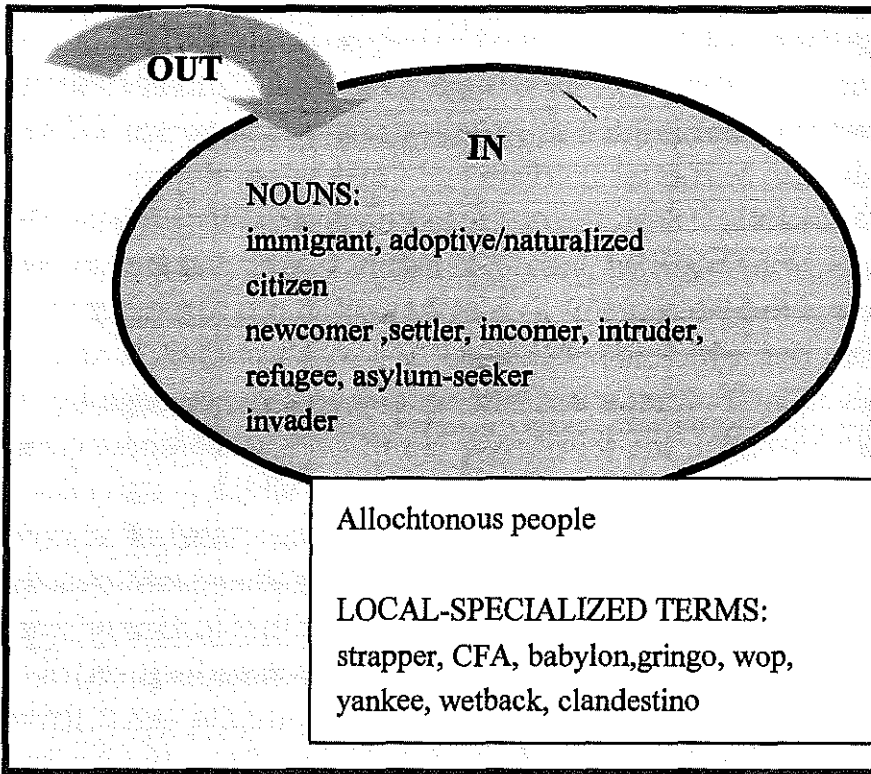 OUT
IN
NOUNS:
immigrant, adoptive/naturalized
citizen
newcomer ,settler, incomer, intruder,
refugee, asylum-seeker
invader
Allochtonous people
LOCAL-SPECIALIZED TERMS:
strapper, CFA, babylon,gringo, wop,
yankee, wetback, clandestino